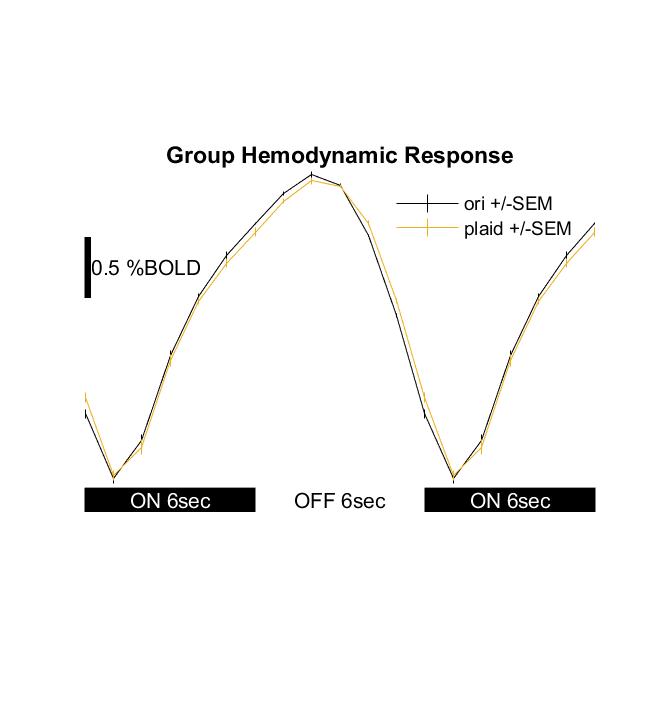 Group Hemodynamic Response
ori +/-SEM
plaid +/-SEM
0.5 %BOLD
ON 6sec
OFF 6sec
ON 6sec